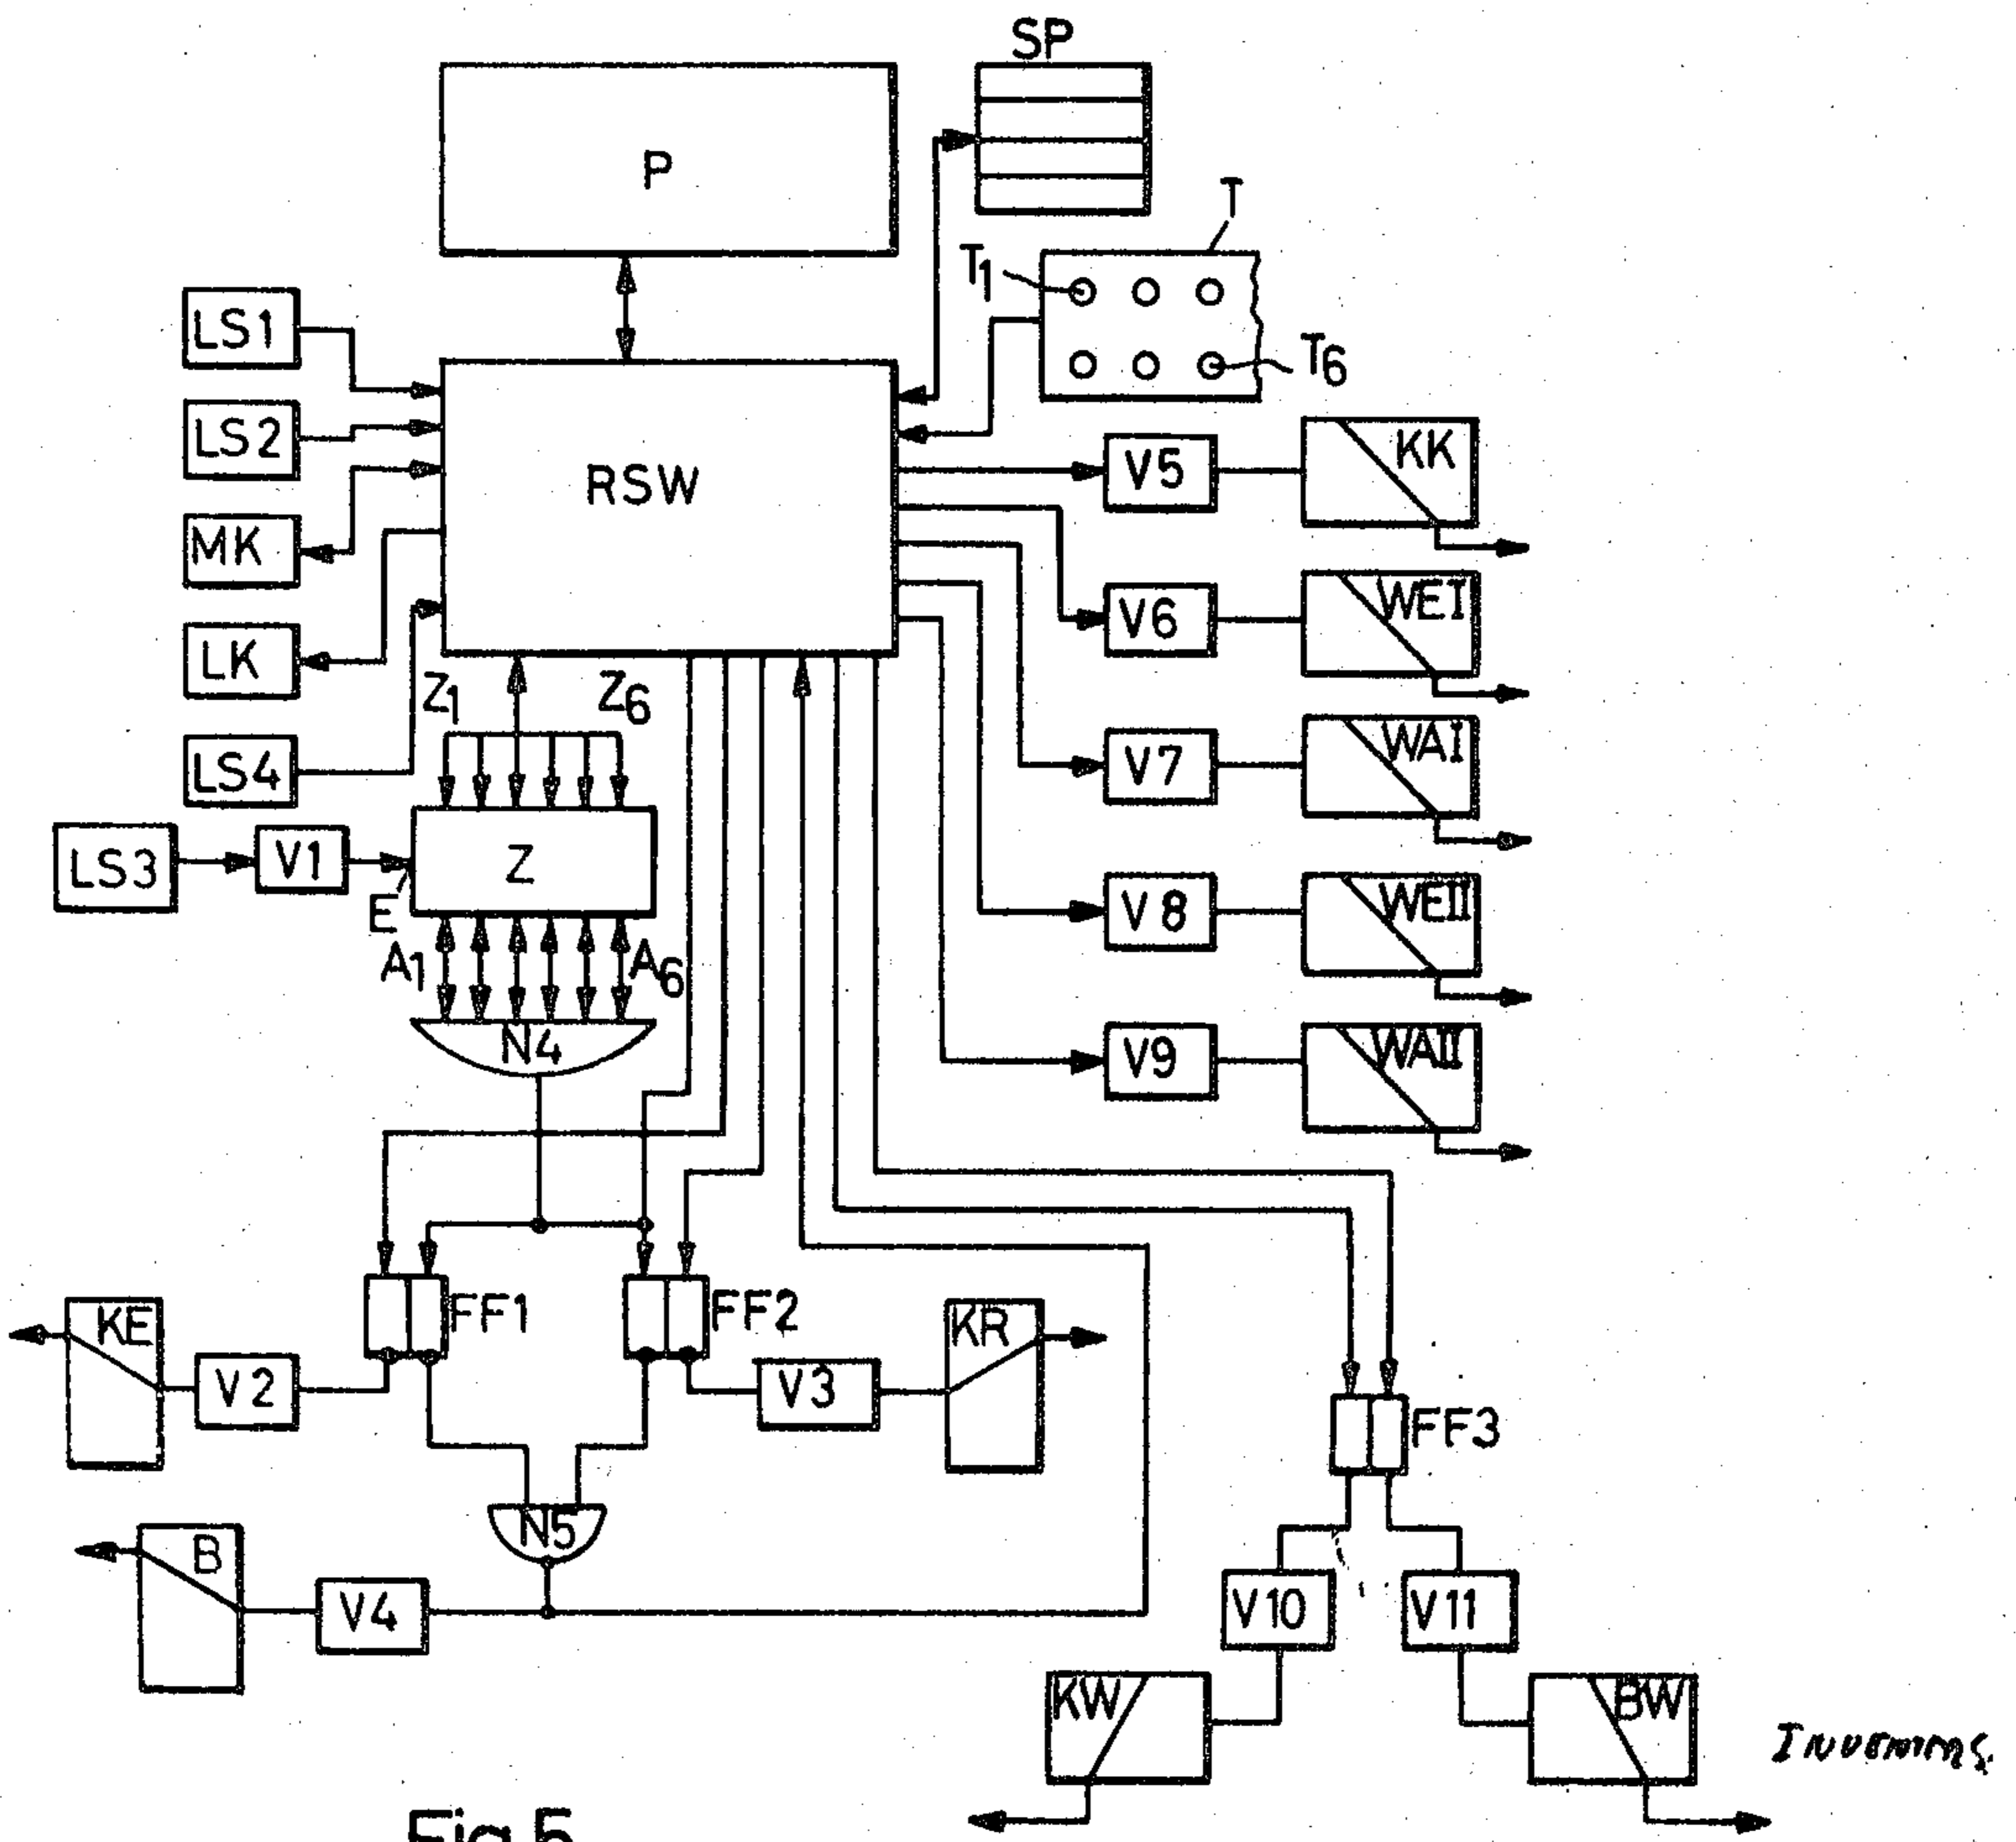 SP
P
T
T1
LS1
T6
LS2
RSW
V5
KK
MK
V6
WEI
LK
Z1
Z6
V7
WAI
LS4
LS3
V1
Z
V8
WEII
E
A1
A6
N4
V9
WAII
KE
FF1
FF2
KR
V2
V3
FF3
N5
B
V4
V10
V11
KW
BW
Fig.5